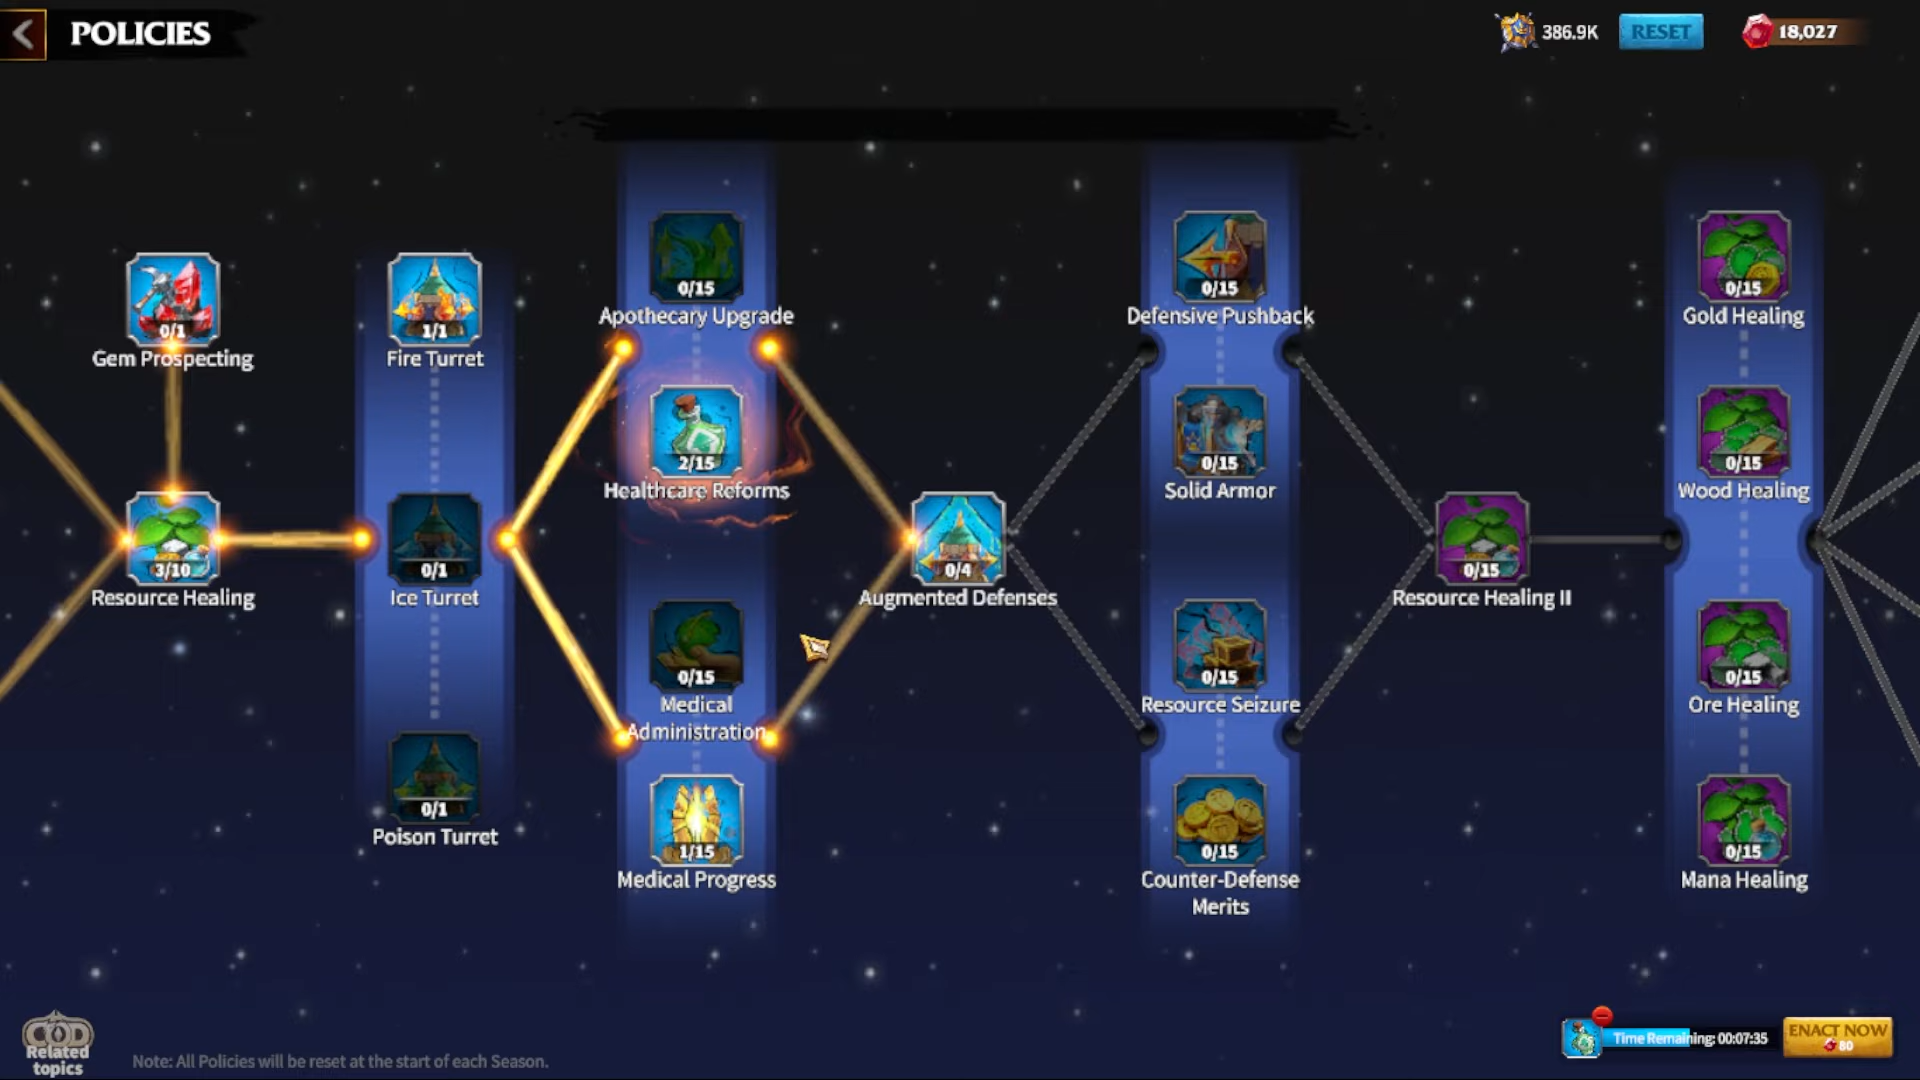 POLICIES
386.9K
RESET
18,027
0/1
Gem Prospecting
3/10
Resource Healing
1/1
Fire Turret
0/1
Ice Turret
0/1
Poison Turret
0/15
Apothecary Upgrade
2/15
Healthcare Reforms
0/15
Medical
Administration
1/15
Medical Progress
0/4
Augmented Defenses
0/15
Defensive Pushback
0/15
Solid Armor
0/15
Resource Seizure
0/15
Counter-Defense
Merits
0/15
Resource Healing II
0/15
Gold Healing
0/15
Wood Healing
0/15
Ore Healing
0/15
Mana Healing
COD
Related
topics
Note: All Policies will be reset at the start of each Season.
Time Remaining: 00:07:35
ENACT NOW
80